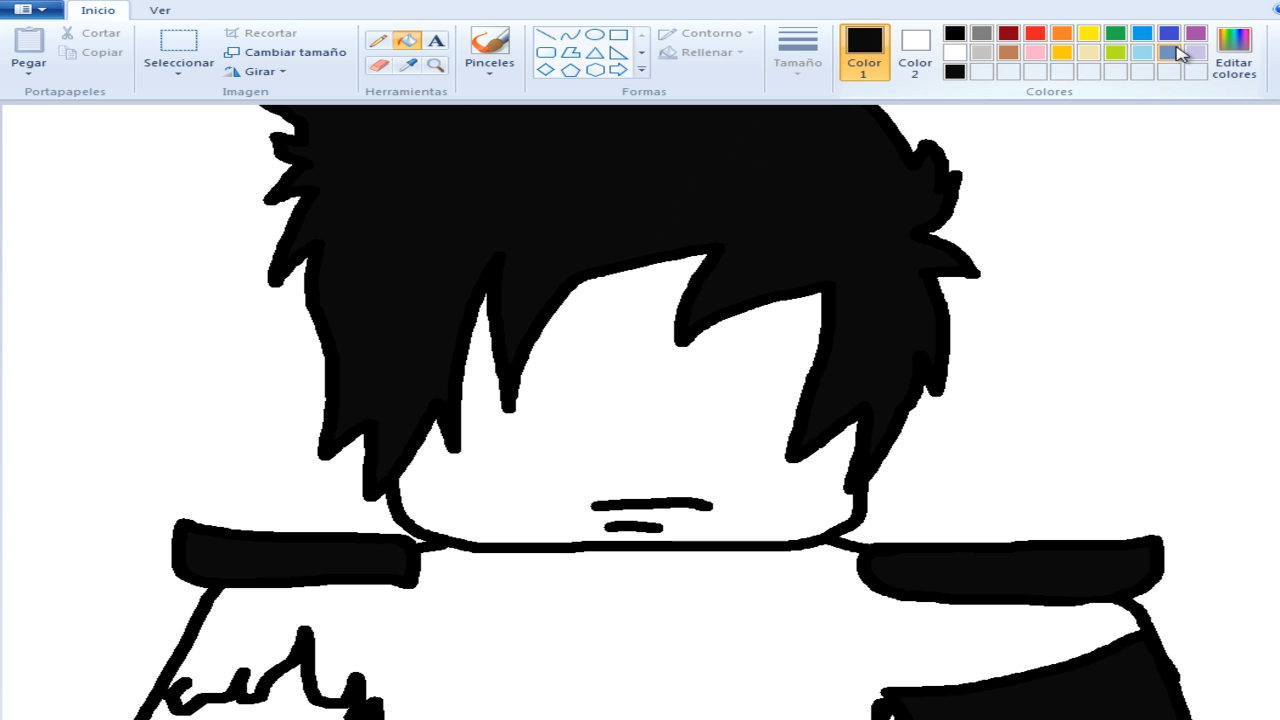 Inicio Ver
Pegar
Cortar
Copiar
Portapapeles
Seleccionar
Recortar
Cambiar tamaño
Girar
Imagen
A
Herramientas
Pinceles
Contorno
Rellenar
Formas
Tamaño
Color 1
Color 2
Editar colores
Colores